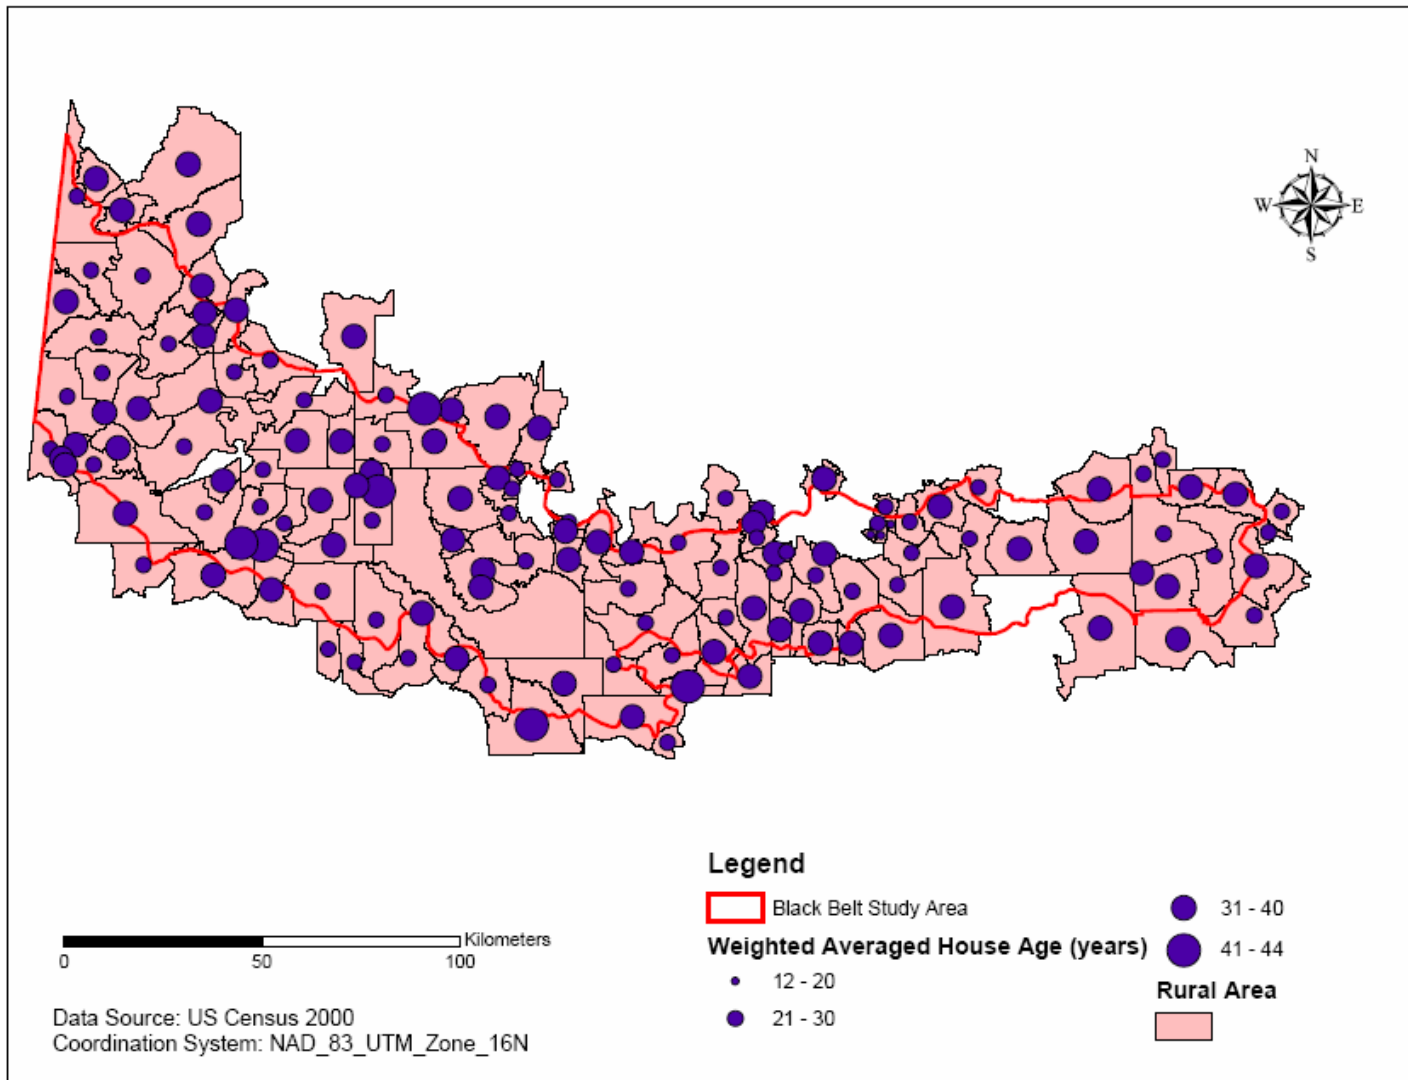 N
W E
S
Legend
Black Belt Study Area
Weighted Averaged House Age (years)
12 - 20
21 - 30
31 - 40
41 - 44
Rural Area
Kilometers
0 50 100
Data Source: US Census 2000
Coordination System: NAD_83_UTM_Zone_16N